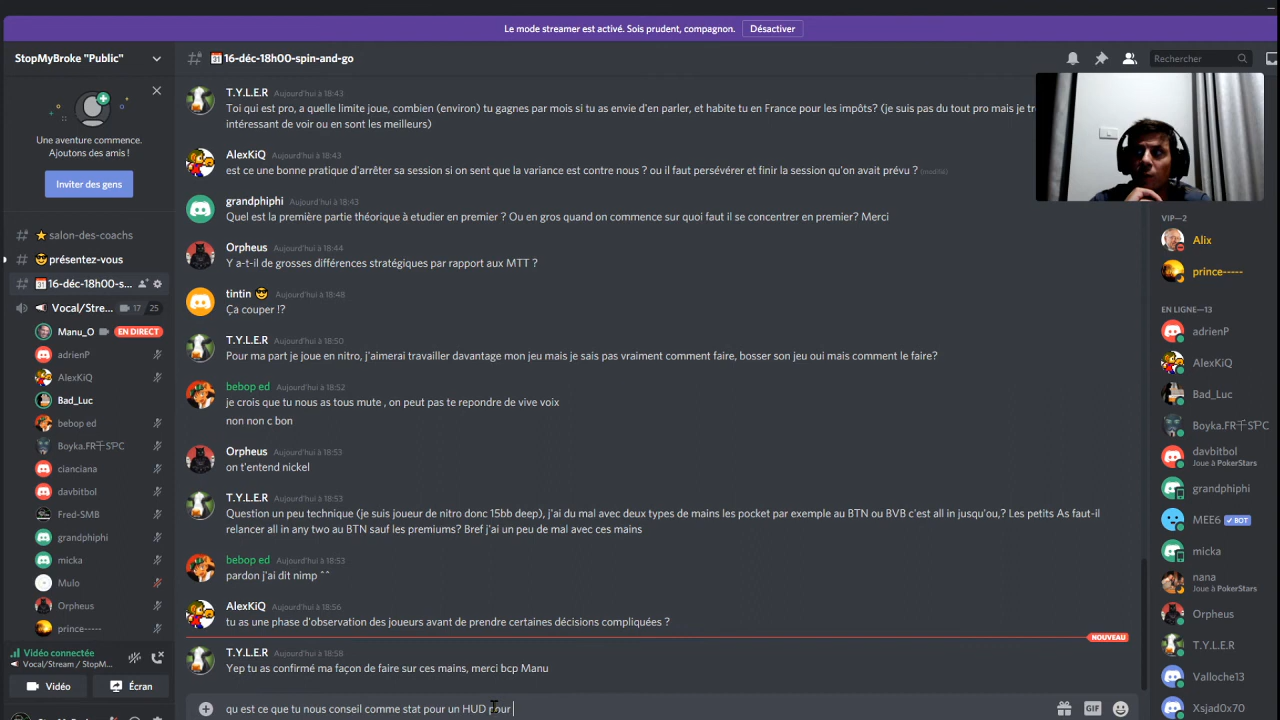 Le mode streamer est activé. Sois prudent, compagnon.
Désactiver
StopMyBroke "Public"
16-déc-18h00-spin-and-go
Rechercher
Une aventure commence.
Ajoutons des amis !
Inviter des gens
salon-des-coachs
présentez-vous
16-déc-18h00-s...
Vocal/Stre...
17
25
Manu_O
EN DIRECT
adrienP
AlexKiQ
Bad_Luc
bebop ed
Boyka.FR千SℙC
cianciana
davbitbol
Fred-SMB
grandphiphi
micka
Mulo
Orpheus
prince-----
Vidéo connectée
Vocal/Stream / StopM...
Vidéo
Écran
T.Y.L.E.R Aujourd'hui à 18:43
Toi qui est pro, a quelle limite joue, combien (environ) tu gagnes par mois si tu as envie d'en parler, et habite tu en France pour les impôts? (je suis pas du tout pro mais je tr
intéressant de voir ou en sont les meilleurs)
AlexKiQ Aujourd'hui à 18:43
est ce une bonne pratique d'arrêter sa session si on sent que la variance est contre nous ? ou il faut persévérer et finir la session qu'on avait prévu ? (modifié)
grandphiphi Aujourd'hui à 18:43
Quel est la première partie théorique à etudier en premier ? Ou en gros quand on commence sur quoi faut il se concentrer en premier? Merci
Orpheus Aujourd'hui à 18:44
Y a-t-il de grosses différences stratégiques par rapport aux MTT ?
tintin 😎 Aujourd'hui à 18:48
Ça couper !?
T.Y.L.E.R Aujourd'hui à 18:50
Pour ma part je joue en nitro, j'aimerai travailler davantage mon jeu mais je sais pas vraiment comment faire, bosser son jeu oui mais comment le faire?
bebop ed Aujourd'hui à 18:52
je crois que tu nous as tous mute , on peut pas te repondre de vive voix
non non c bon
Orpheus Aujourd'hui à 18:53
on t'entend nickel
T.Y.L.E.R Aujourd'hui à 18:53
Question un peu technique (je suis joueur de nitro donc 15bb deep), j'ai du mal avec deux types de mains les pocket par exemple au BTN ou BVB c'est all in jusqu'ou,? Les petits As faut-il
relancer all in any two au BTN sauf les premiums? Bref j'ai un peu de mal avec ces mains
bebop ed Aujourd'hui à 18:53
pardon j'ai dit nimp ^^
AlexKiQ Aujourd'hui à 18:56
tu as une phase d'observation des joueurs avant de prendre certaines décisions compliquées ?
NOUVEAU
T.Y.L.E.R Aujourd'hui à 18:58
Yep tu as confirmé ma façon de faire sur ces mains, merci bcp Manu
qu est ce que tu nous conseil comme stat pour un HUD pour
GIF
VIP—2
Alix
prince-----
EN LIGNE—13
adrienP
AlexKiQ
Bad_Luc
Boyka.FR千SℙC
davbitbol
Joue à PokerStars
grandphiphi
MEE6 ✓ BOT
micka
nana
Joue à PokerStars
Orpheus
T.Y.L.E.R
Valloche13
Xsjad0x70